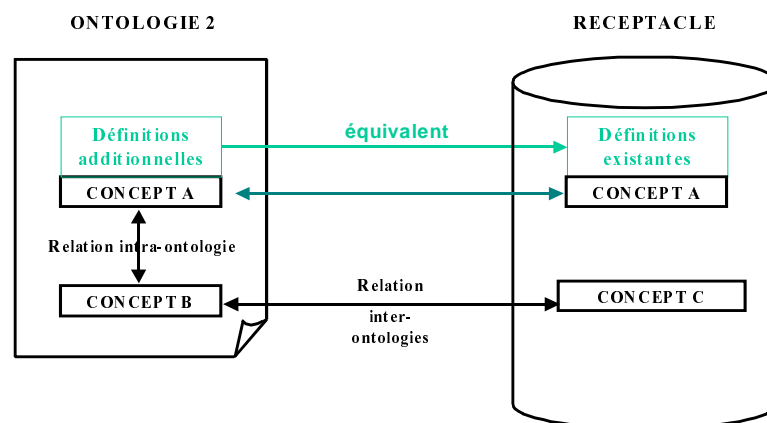 ONTOLOGIE 2
RECEPTACLE
Définitions
additionnelles
équivalent
Définitions
existantes
CONCEPT A
CONCEPT A
Relation intra-ontologie
CONCEPT B
Relation
inter-
ontologies
CONCEPT C